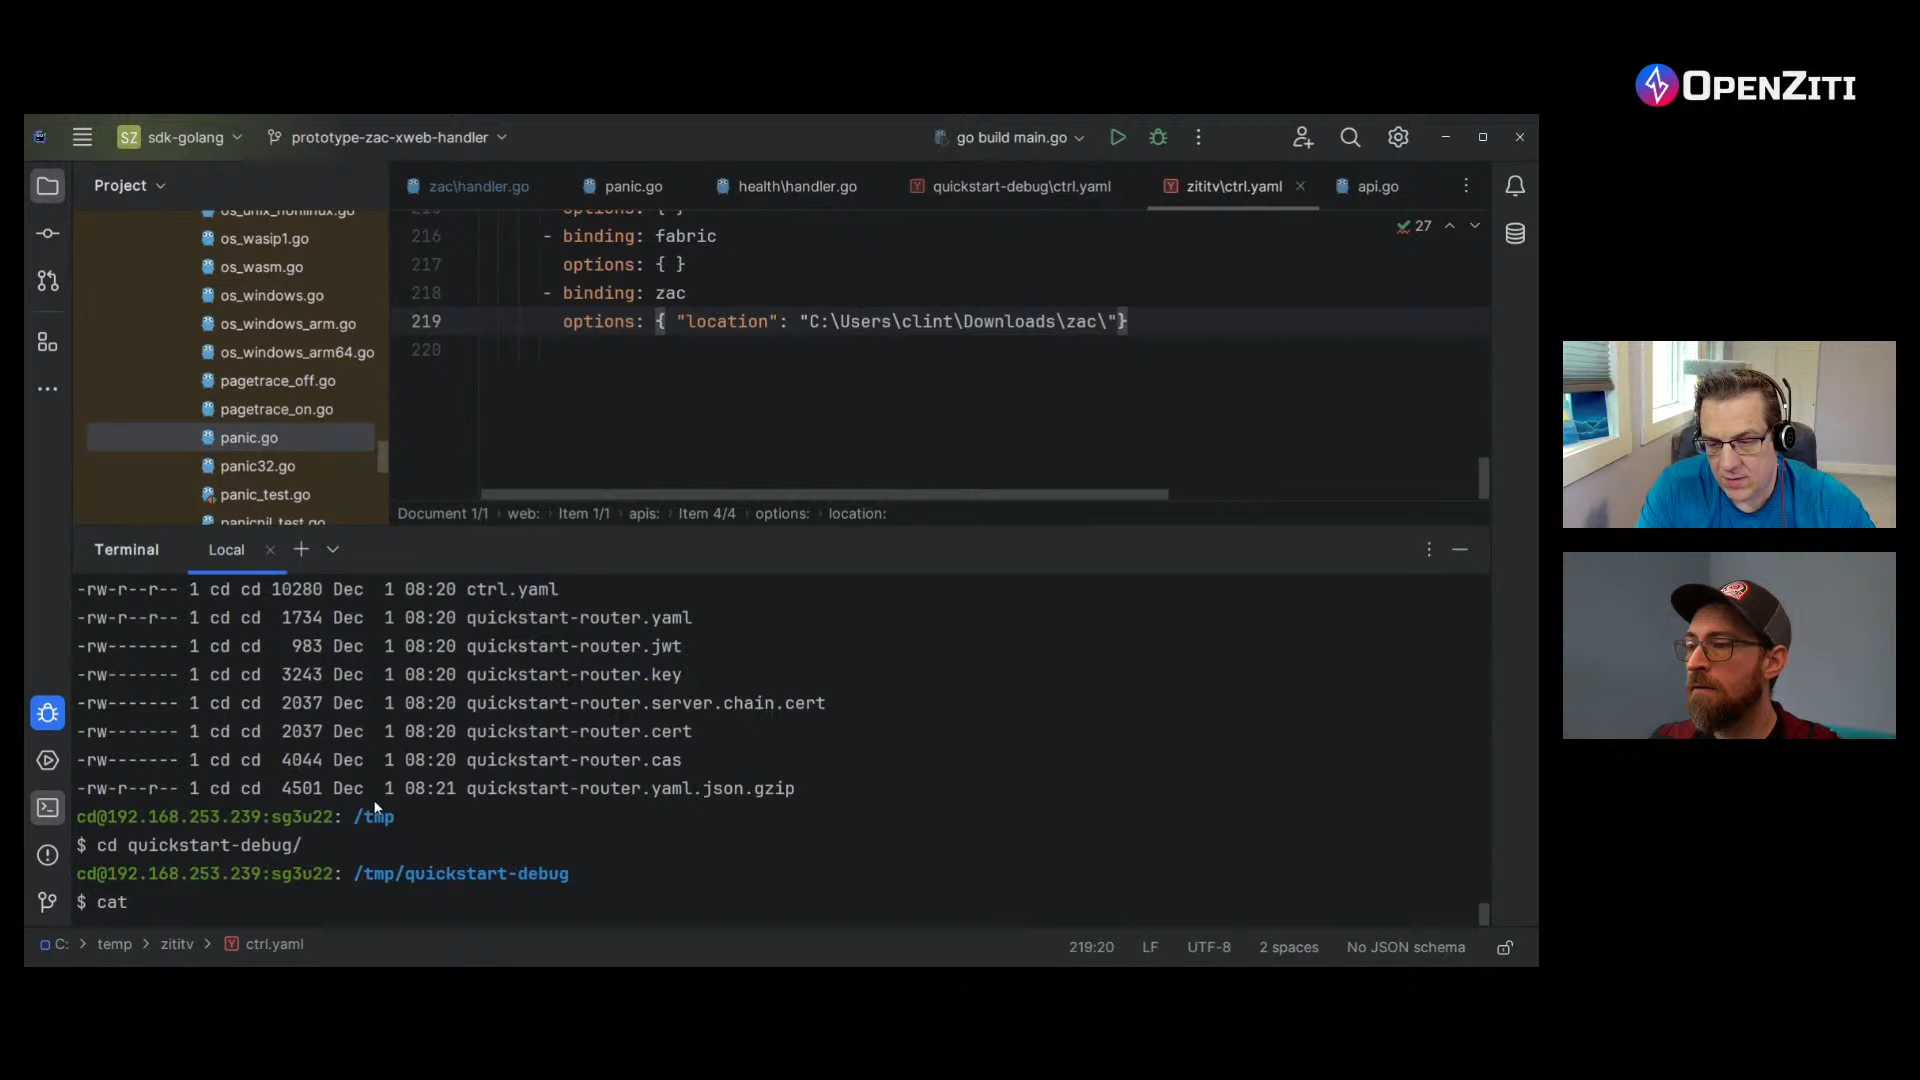 OPENZITI
SZ sdk-golang prototype-zac-xweb-handler go build main.go
Project zac\handler.go panic.go health\handler.go quickstart-debug\ctrl.yaml zititv\ctrl.yaml api.go
os_unix_nonlinux.go
os_wasip1.go
os_wasm.go
os_windows.go
os_windows_arm.go
os_windows_arm64.go
pagetrace_off.go
pagetrace_on.go
panic.go
panic32.go
panic_test.go
panicnil_test.go
27
options: { }
216 - binding: fabric
217 options: { }
218 - binding: zac
219 options: { "location": "C:\Users\clint\Downloads\zac\"}
220
Document 1/1 › web: › Item 1/1 › apis: › Item 4/4 › options: › location:
Terminal Local
-rw-r--r-- 1 cd cd 10280 Dec 1 08:20 ctrl.yaml
-rw-r--r-- 1 cd cd 1734 Dec 1 08:20 quickstart-router.yaml
-rw------- 1 cd cd 983 Dec 1 08:20 quickstart-router.jwt
-rw------- 1 cd cd 3243 Dec 1 08:20 quickstart-router.key
-rw------- 1 cd cd 2037 Dec 1 08:20 quickstart-router.server.chain.cert
-rw------- 1 cd cd 2037 Dec 1 08:20 quickstart-router.cert
-rw------- 1 cd cd 4044 Dec 1 08:20 quickstart-router.cas
-rw-r--r-- 1 cd cd 4501 Dec 1 08:21 quickstart-router.yaml.json.gzip
cd@192.168.253.239:sg3u22: /tmp
$ cd quickstart-debug/
cd@192.168.253.239:sg3u22: /tmp/quickstart-debug
$ cat
C: › temp › zititv › ctrl.yaml 219:20 LF UTF-8 2 spaces No JSON schema